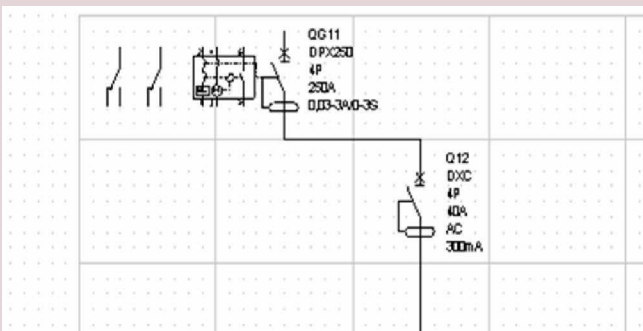 QG11
DPX250
4P
250A
0,03-3A/0-3S
Q12
DXC
4P
40A
AC
300mA